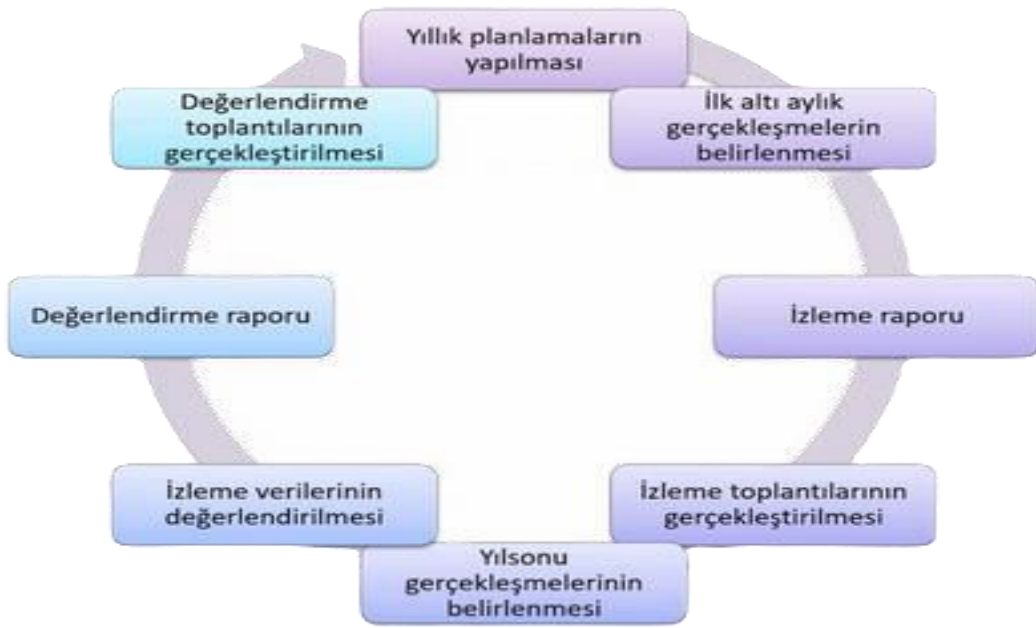 Yıllık planlamaların
yapılması
İlk altı aylık
gerçekleşmelerin
belirlenmesi
İzleme raporu
İzleme toplantılarının
gerçekleştirilmesi
Yılsonu
gerçekleşmelerinin
belirlenmesi
İzleme verilerinin
değerlendirilmesi
Değerlendirme raporu
Değerlendirme
toplantılarının
gerçekleştirilmesi